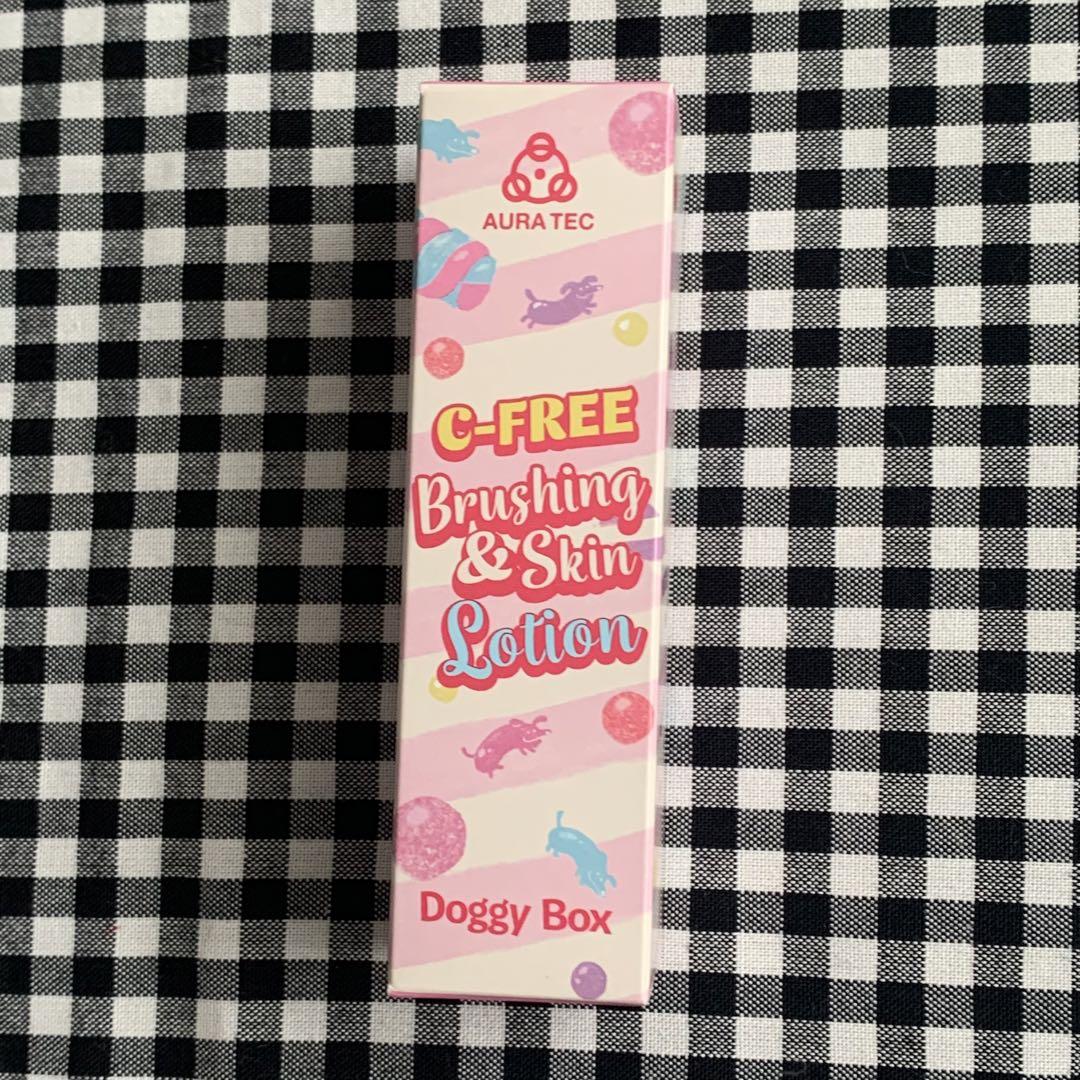 AURA TEC
C-FREE
Brushing
& Skin
Lotion
Doggy Box